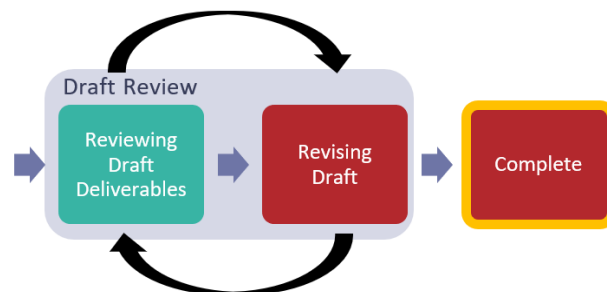 Draft Review
Reviewing
Draft
Deliverables
Revising
Draft
Complete